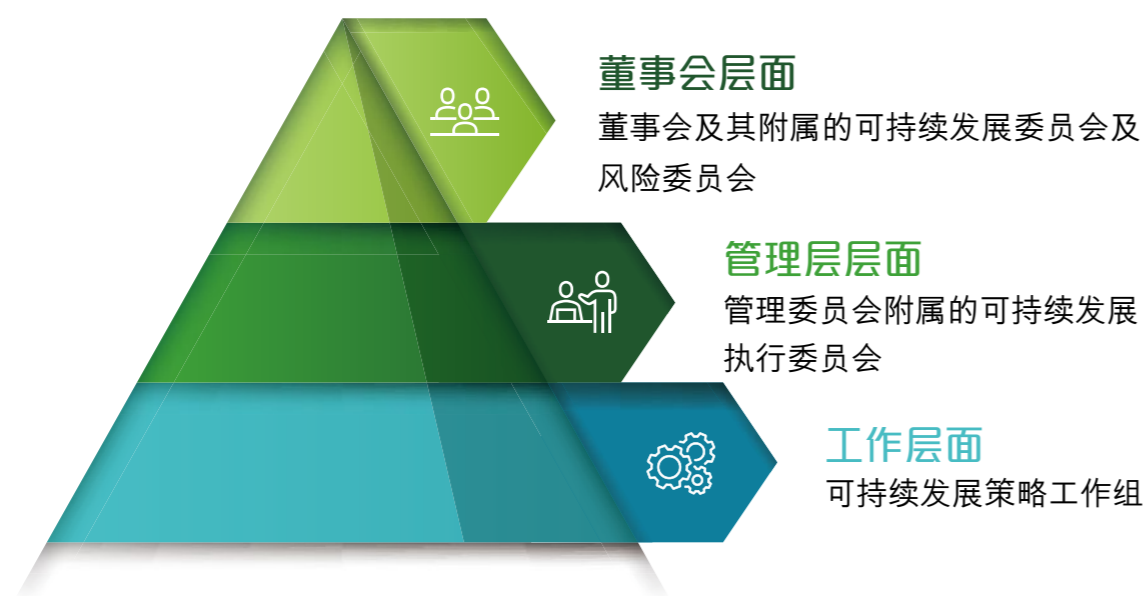 董事会层面
董事会及其附属的可持续发展委员会及
风险委员会
管理层层面
管理委员会附属的可持续发展
执行委员会
工作层面
可持续发展策略工作组